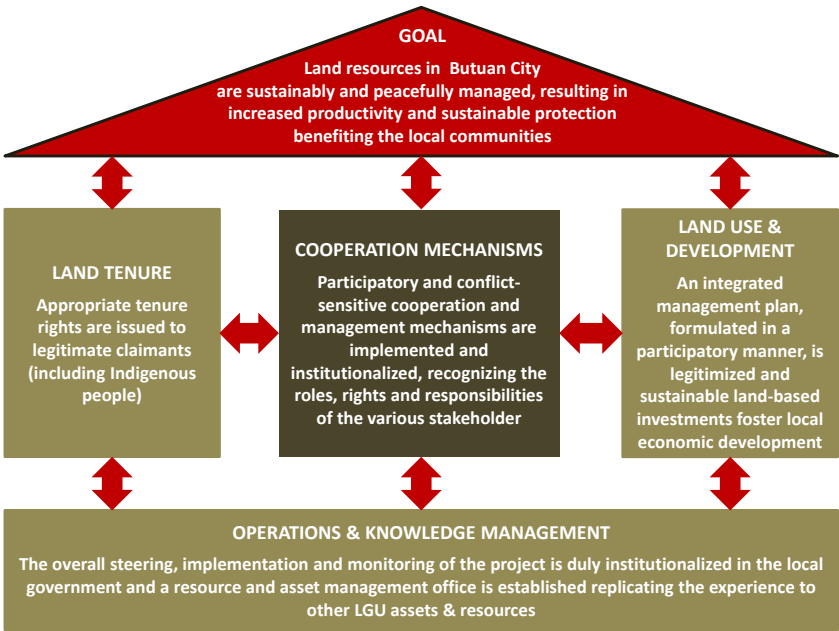 GOAL
Land resources in Butuan City
are sustainably and peacefully managed, resulting in
increased productivity and sustainable protection
benefiting the local communities
LAND TENURE
Appropriate tenure
rights are issued to
legitimate claimants
(including Indigenous
people)
COOPERATION MECHANISMS
Participatory and conflict-
sensitive cooperation and
management mechanisms are
implemented and
institutionalized, recognizing the
roles, rights and responsibilities
of the various stakeholder
LAND USE &
DEVELOPMENT
An integrated
management plan,
formulated in a
participatory manner, is
legitimized and
sustainable land-based
investments foster local
economic development
OPERATIONS & KNOWLEDGE MANAGEMENT
The overall steering, implementation and monitoring of the project is duly institutionalized in the local
government and a resource and asset management office is established replicating the experience to
other LGU assets & resources